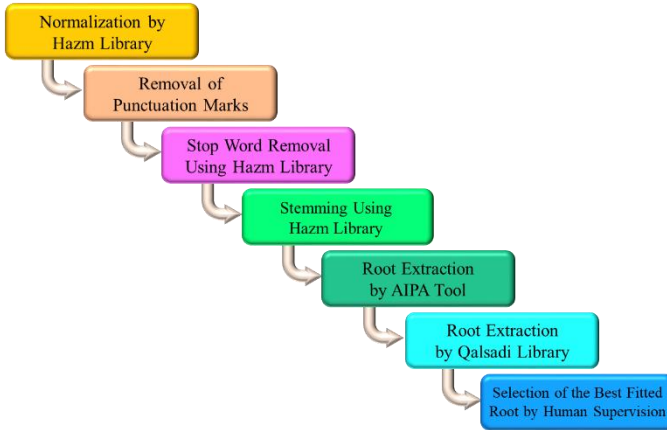 Normalization by
Hazm Library
Removal of
Punctuation Marks
Stop Word Removal
Using Hazm Library
Stemming Using
Hazm Library
Root Extraction
by AIPA Tool
Root Extraction
by Qalsadi Library
Selection of the Best Fitted
Root by Human Supervision